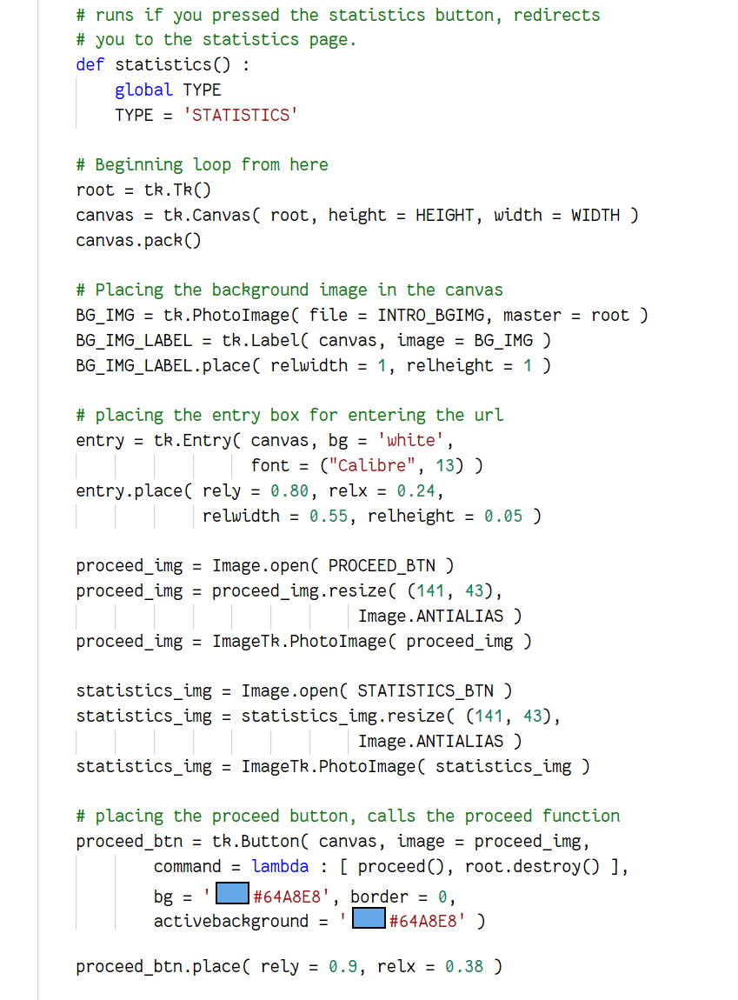 # runs if you pressed the statistics button, redirects
# you to the statistics page.
def statistics() :
    global TYPE
    TYPE = 'STATISTICS'
# Beginning loop from here
root = tk.Tk()
canvas = tk.Canvas( root, height = HEIGHT, width = WIDTH )
canvas.pack()
# Placing the background image in the canvas
BG_IMG = tk.PhotoImage( file = INTRO_BGIMG, master = root )
BG_IMG_LABEL = tk.Label( canvas, image = BG_IMG )
BG_IMG_LABEL.place( relwidth = 1, relheight = 1 )
# placing the entry box for entering the url
entry = tk.Entry( canvas, bg = 'white',
                  font = ("Calibre", 13) )
entry.place( rely = 0.80, relx = 0.24,
             relwidth = 0.55, relheight = 0.05 )
proceed_img = Image.open( PROCEED_BTN )
proceed_img = proceed_img.resize( (141, 43),
                             Image.ANTIALIAS )
proceed_img = ImageTk.PhotoImage( proceed_img )
statistics_img = Image.open( STATISTICS_BTN )
statistics_img = statistics_img.resize( (141, 43),
                             Image.ANTIALIAS )
statistics_img = ImageTk.PhotoImage( statistics_img )
# placing the proceed button, calls the proceed function
proceed_btn = tk.Button( canvas, image = proceed_img,
        command = lambda : [ proceed(), root.destroy() ],
        bg = '#64A8E8', border = 0,
        activebackground = '#64A8E8' )
proceed_btn.place( rely = 0.9, relx = 0.38 )